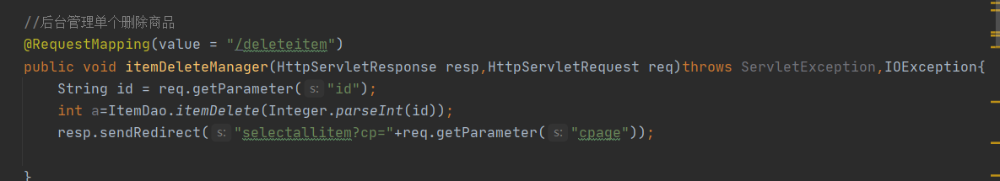 //后台管理单个删除商品
@RequestMapping(value = "/deleteitem")
public void itemDeleteManager(HttpServletResponse resp,HttpServletRequest req)throws ServletException,IOException{
String id = req.getParameter( s: "id");
int a=ItemDao.itemDelete(Integer.parseInt(id));
resp.sendRedirect( s: "selectallitem?cp="+req.getParameter( s: "cpage"));
}